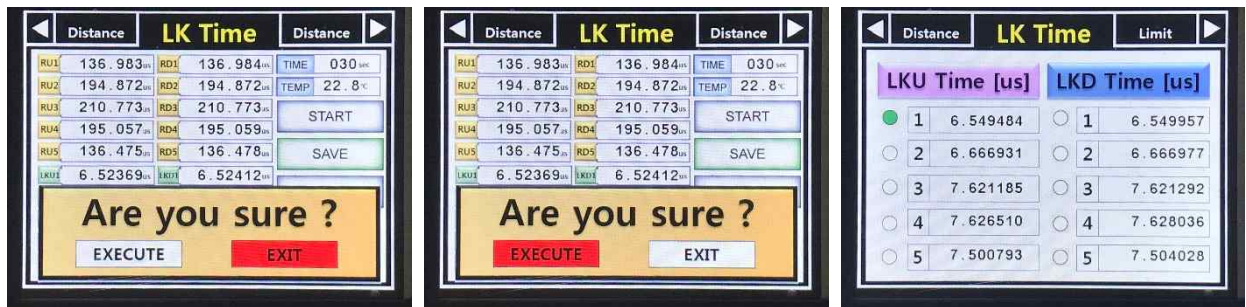 Distance LK Time Distance
RU1 136.983us RD1 136.984us TIME 030 sec
RU2 194.872us RD2 194.872us TEMP 22.8℃
RU3 210.773us RD3 210.773us START
RU4 195.057us RD4 195.059us
RU5 136.475us RD5 136.478us SAVE
LKU1 6.52369us LKD1 6.52412us
Are you sure ?
EXECUTE EXIT
Distance LK Time Distance
RU1 136.983us RD1 136.984us TIME 030 sec
RU2 194.872us RD2 194.872us TEMP 22.8℃
RU3 210.773us RD3 210.773us START
RU4 195.057us RD4 195.059us
RU5 136.475us RD5 136.478us SAVE
LKU1 6.52369us LKD1 6.52412us
Are you sure ?
EXECUTE EXIT
Distance LK Time Limit
LKU Time [us] LKD Time [us]
1 6.549484 1 6.549957
2 6.666931 2 6.666977
3 7.621185 3 7.621292
4 7.626510 4 7.628036
5 7.500793 5 7.504028